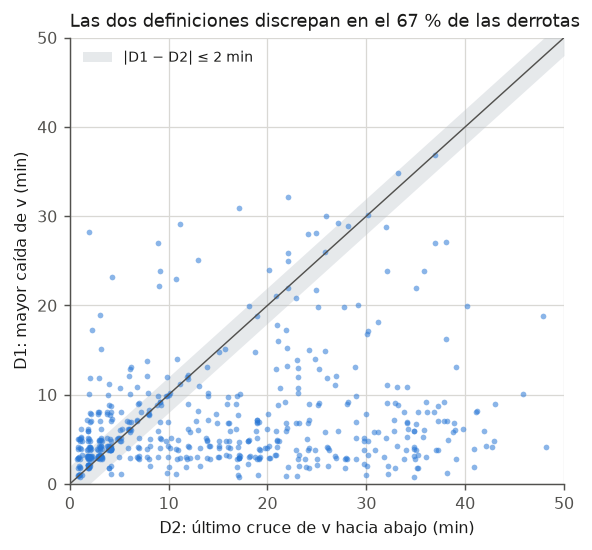 Las dos definiciones discrepan en el 67 % de las derrotas
|D1 − D2| ≤ 2 min
50
40
30
20
10
0
D1: mayor caída de v (min)
0 10 20 30 40 50
D2: último cruce de v hacia abajo (min)